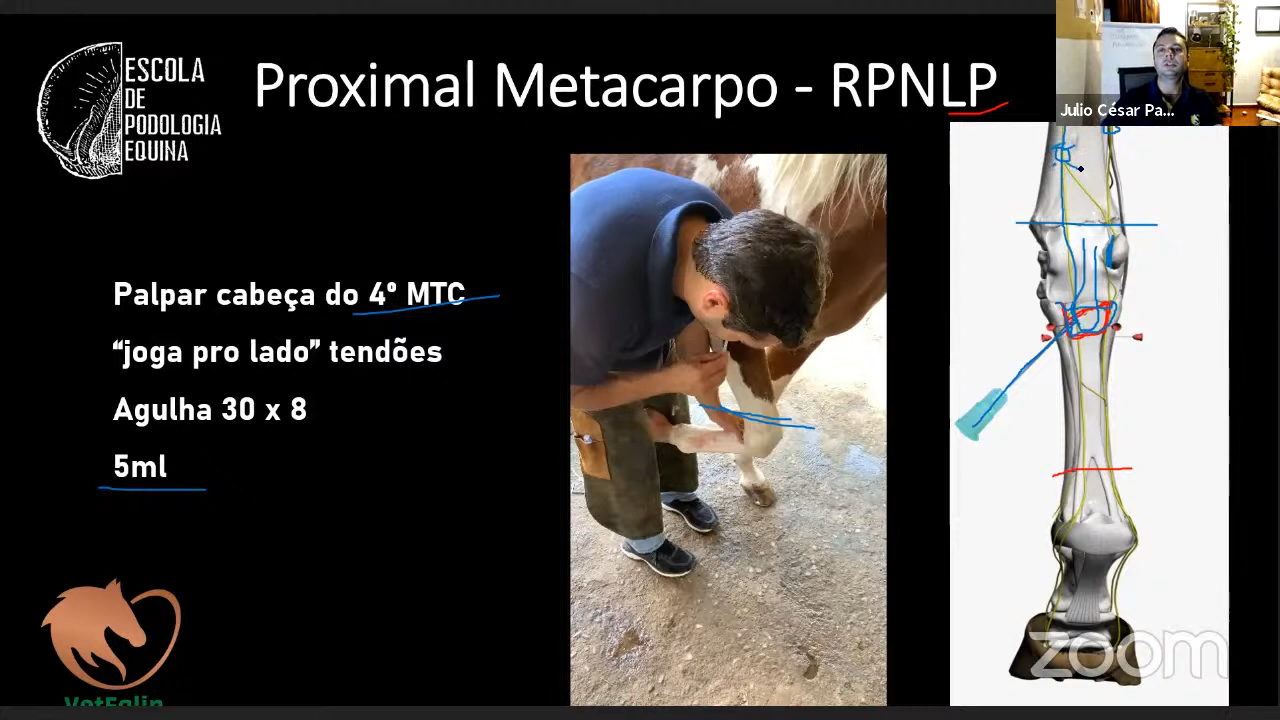 ESCOLA
DE
PODOLOGIA
EQUINA
Proximal Metacarpo - RPNLP
Julio César Pa...
Palpar cabeça do 4º MTC
“joga pro lado” tendões
Agulha 30 x 8
5ml
zoom